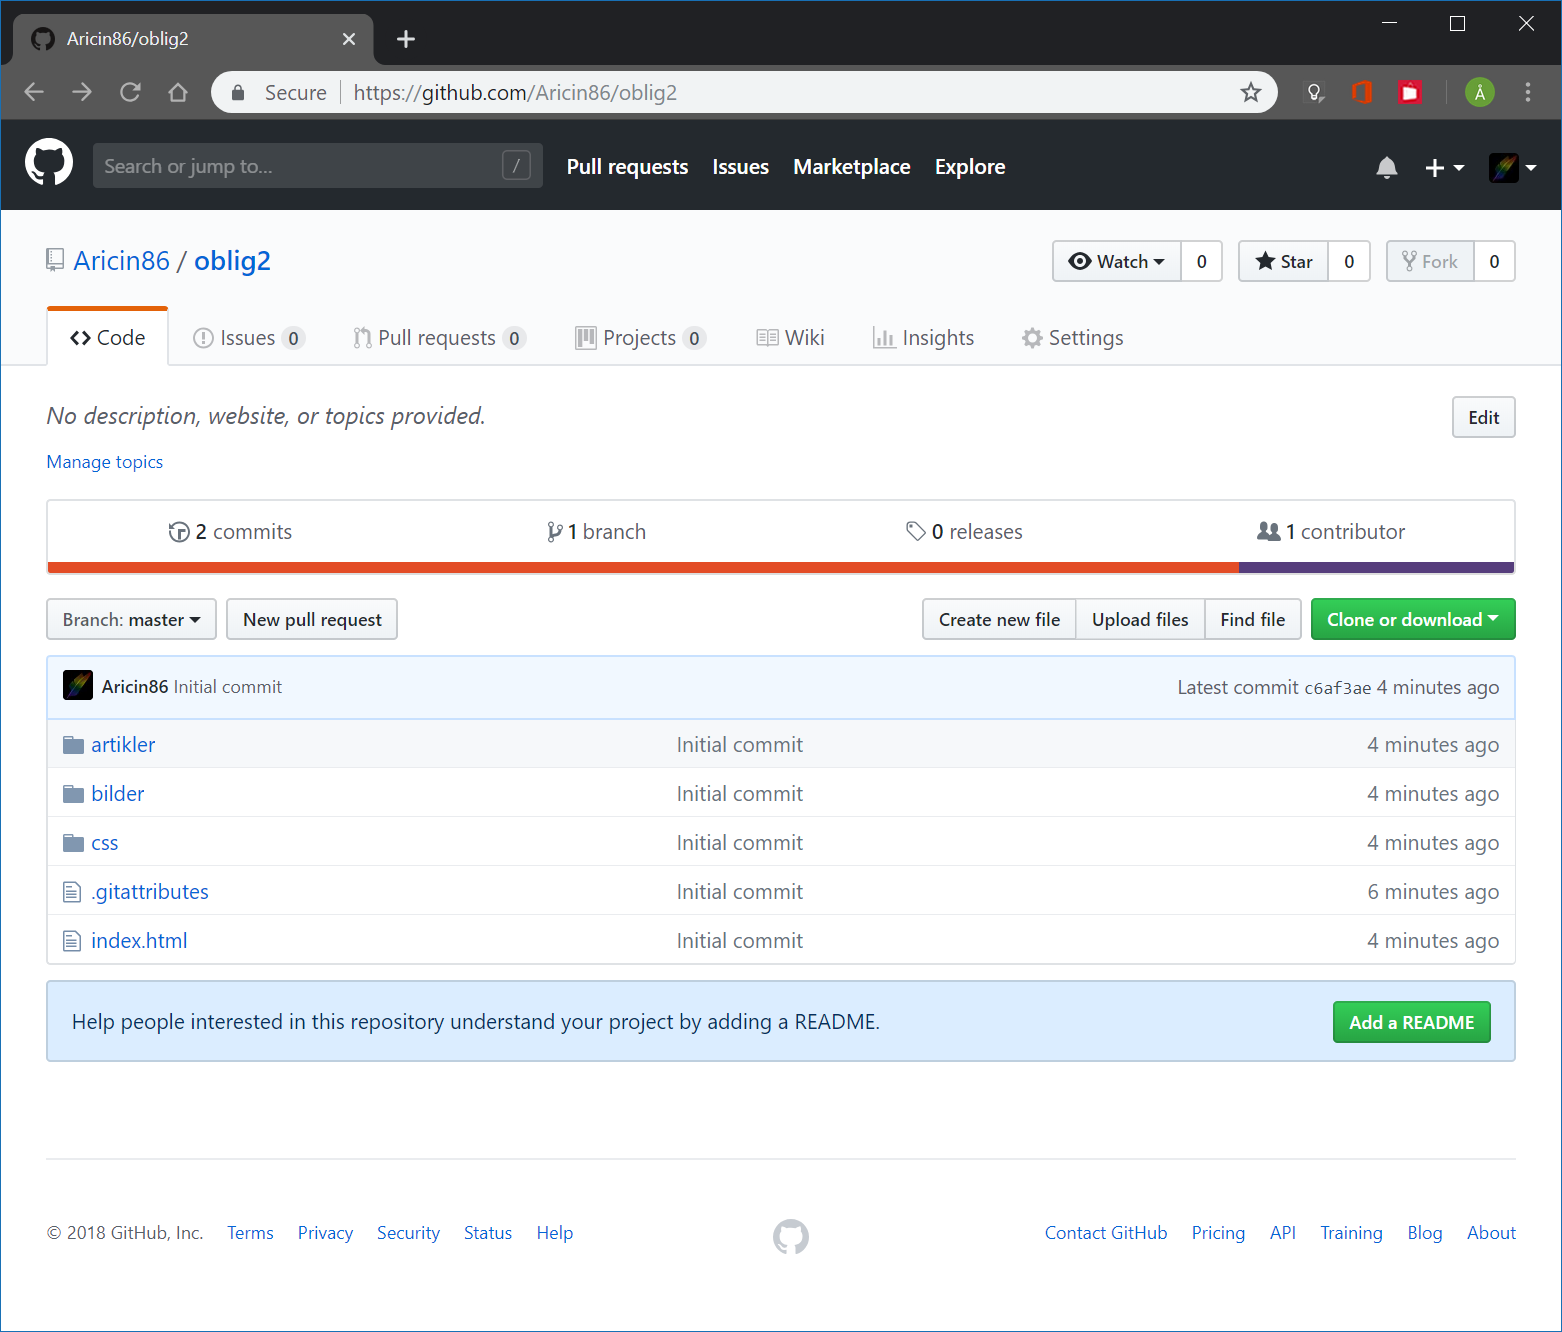 Aricin86/oblig2
Secure https://github.com/Aricin86/oblig2 Å
Search or jump to... / Pull requests Issues Marketplace Explore
Aricin86 / oblig2 Watch 0 Star 0 Fork 0
Code Issues 0 Pull requests 0 Projects 0 Wiki Insights Settings
No description, website, or topics provided. Edit
Manage topics
2 commits 1 branch 0 releases 1 contributor
Branch: master New pull request Create new file Upload files Find file Clone or download
Aricin86 Initial commit Latest commit c6af3ae 4 minutes ago
artikler Initial commit 4 minutes ago
bilder Initial commit 4 minutes ago
css Initial commit 4 minutes ago
.gitattributes Initial commit 6 minutes ago
index.html Initial commit 4 minutes ago
Help people interested in this repository understand your project by adding a README. Add a README
© 2018 GitHub, Inc. Terms Privacy Security Status Help Contact GitHub Pricing API Training Blog About